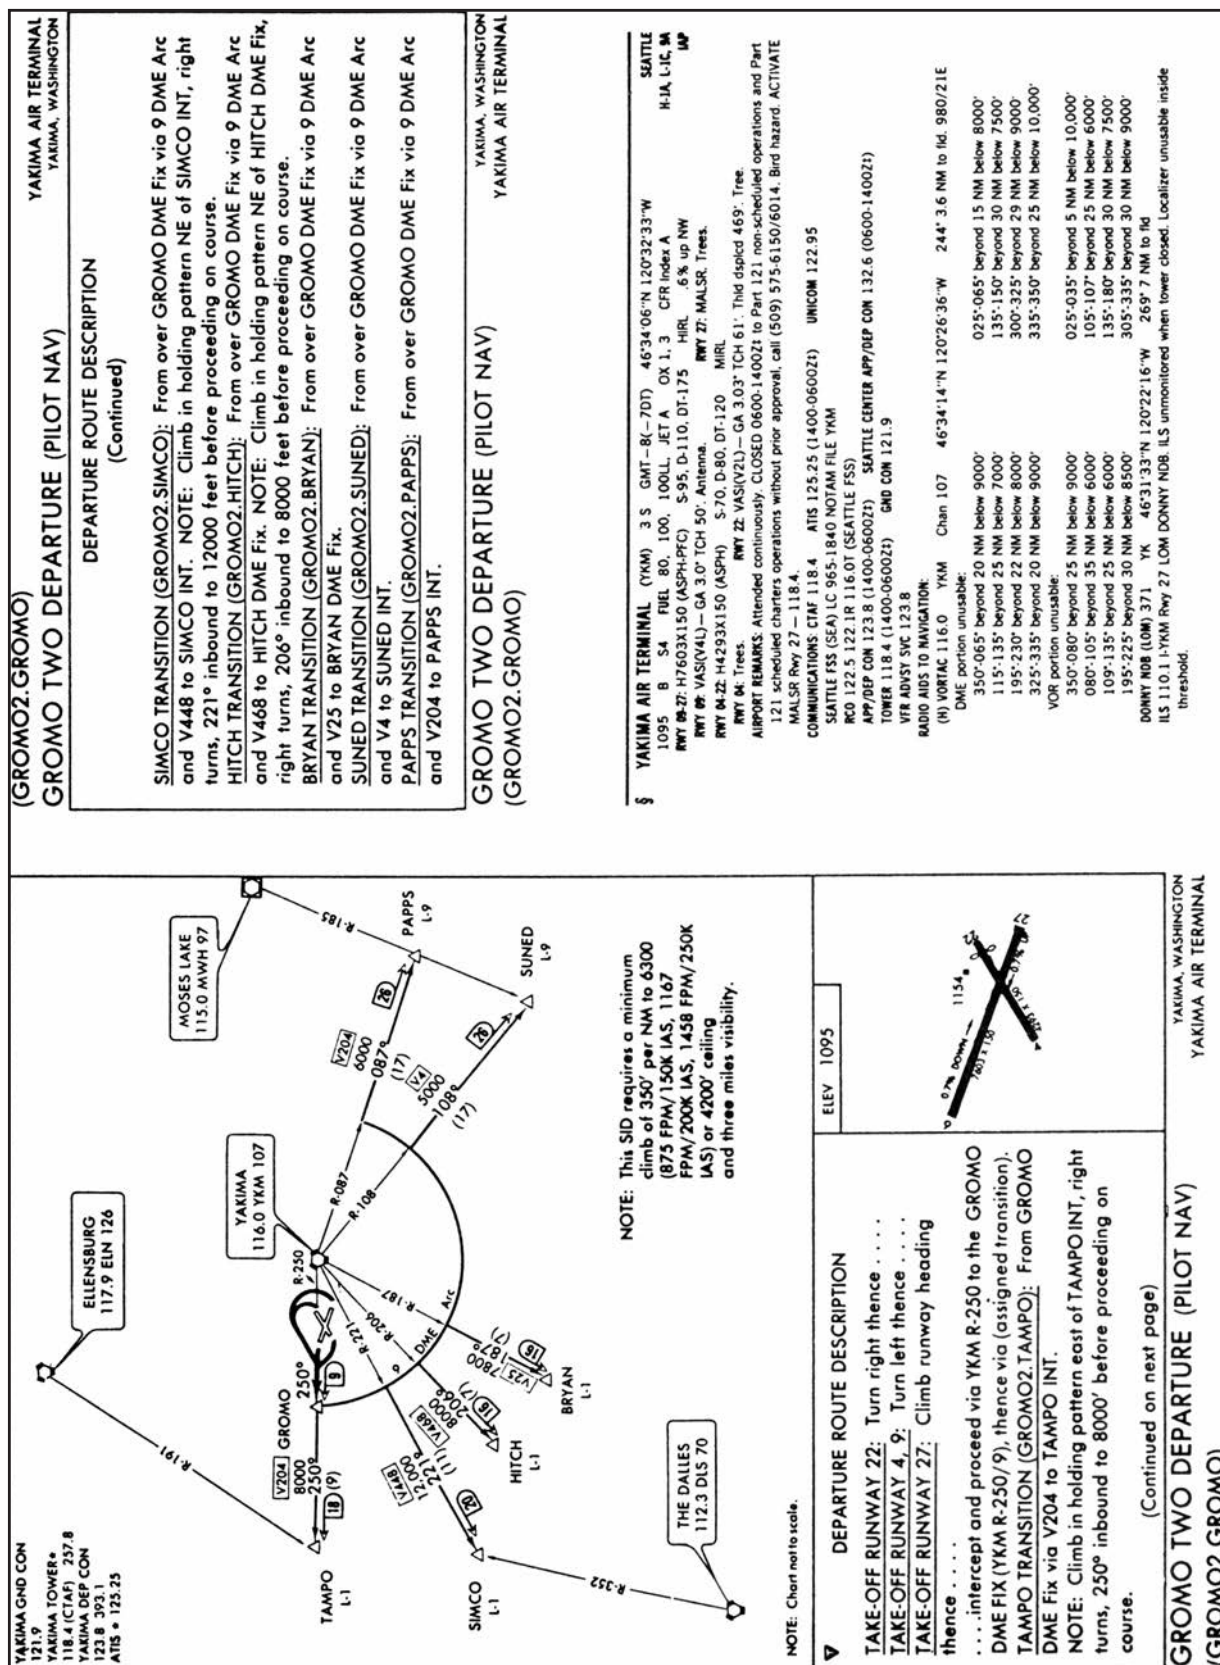 (GROMO2.GROMO)
GROMO TWO DEPARTURE (PILOT NAV)
YAKIMA AIR TERMINAL
YAKIMA, WASHINGTON
DEPARTURE ROUTE DESCRIPTION
(Continued)
SIMCO TRANSITION (GROMO2.SIMCO): From over GROMO DME Fix via 9 DME Arc
and V448 to SIMCO INT. NOTE: Climb in holding pattern NE of SIMCO INT, right
turns, 221° inbound to 12000 feet before proceeding on course.
HITCH TRANSITION (GROMO2.HITCH): From over GROMO DME Fix via 9 DME Arc
and V468 to HITCH DME Fix. NOTE: Climb in holding pattern NE of HITCH DME Fix,
right turns, 206° inbound to 8000 feet before proceeding on course.
BRYAN TRANSITION (GROMO2.BRYAN): From over GROMO DME Fix via 9 DME Arc
and V25 to BRYAN DME Fix.
SUNED TRANSITION (GROMO2.SUNED): From over GROMO DME Fix via 9 DME Arc
and V4 to SUNED INT.
PAPPS TRANSITION (GROMO2.PAPPS): From over GROMO DME Fix via 9 DME Arc
and V204 to PAPPS INT.
GROMO TWO DEPARTURE (PILOT NAV)
(GROMO2.GROMO)
YAKIMA, WASHINGTON
YAKIMA AIR TERMINAL
§ YAKIMA AIR TERMINAL (YKM) 3 S GMT-8(-7DT) 46°34'06"N 120°32'33"W SEATTLE
1095 B S4 FUEL 80, 100, 100LL, JET A OX 1, 3 CFR Index A H-1A, L-1C, 9A
IAP
RWY 09-27: H7603X150 (ASPH-PFC) S-95, D-110, DT-175 HIRL .6% up NW
RWY 09: VASI(V4L)—GA 3.0° TCH 50'. Antenna. RWY 27: MALSR. Trees.
RWY 04-22: H4293X150 (ASPH) S-70, D-80, DT-120 MIRL
RWY 04: Trees. RWY 22: VASI(V2L)—GA 3.03° TCH 61'. Thld dsplcd 469'. Tree.
AIRPORT REMARKS: Attended continuously. CLOSED 0600-1400Z‡ to Part 121 non-scheduled operations and Part
121 scheduled charters operations without prior approval, call (509) 575-6150/6014. Bird hazard. ACTIVATE
MALSR Rwy 27—118.4.
COMMUNICATIONS: CTAF 118.4 ATIS 125.25 (1400-0600Z‡) UNICOM 122.95
SEATTLE FSS (SEA) LC 965-1840 NOTAM FILE YKM
RCO 122.5 122.1R 116.0T (SEATTLE FSS)
APP/DEP CON 123.8 (1400-0600Z‡) SEATTLE CENTER APP/DEP CON 132.6 (0600-1400Z‡)
TOWER 118.4 (1400-0600Z‡) GND CON 121.9
VFR ADVSY SVC 123.8
RADIO AIDS TO NAVIGATION:
(H) VORTAC 116.0 YKM Chan 107 46°34'14"N 120°26'36"W 244° 3.6 NM to fld. 980/21E
DME portion unusable:
350°-065° beyond 20 NM below 9000' 025°-065° beyond 15 NM below 8000'
115°-135° beyond 25 NM below 7000' 135°-150° beyond 30 NM below 7500'
195°-230° beyond 22 NM below 8000' 300°-325° beyond 29 NM below 9000'
325°-335° beyond 20 NM below 9000' 335°-350° beyond 25 NM below 10,000'
VOR portion unusable:
350°-080° beyond 25 NM below 9000' 025°-035° beyond 5 NM below 10,000'
080°-105° beyond 35 NM below 6000' 105°-107° beyond 25 NM below 6000'
109°-135° beyond 25 NM below 6000' 135°-180° beyond 30 NM below 7500'
195°-225° beyond 30 NM below 8500' 305°-335° beyond 30 NM below 9000'
DONNY NDB (LOM) 371 YK 46°31'33"N 120°22'16"W 269° 7 NM to fld
ILS 110.1 I-YKM Rwy 27 LOM DONNY NDB. ILS unmonitored when tower closed. Localizer unusable inside
threshold.
YAKIMA GND CON
121.9
YAKIMA TOWER*
118.4 (CTAF) 257.8
YAKIMA DEP CON
123.8 393.1
ATIS * 125.25
ELLENSBURG
117.9 ELN 126
MOSES LAKE
115.0 MWH 97
YAKIMA
116.0 YKM 107
R-191
R-185
R-250
250°
GROMO
9
V204
8000
250°
18 (9)
TAMPO
L-1
R-087
R-108
V204
6000
087°
(17)
26
PAPPS
L-9
V4
5000
108°
(17)
26
SUNED
L-9
R-187
R-206
R-221
9 DME Arc
V448
12,000
221°
(11)
20
SIMCO
L-1
V468
8000
206°
(7)
16
HITCH
L-1
V25
7800
187°
(7)
16
BRYAN
L-1
THE DALLES
112.3 DLS 70
R-352
NOTE: This SID requires a minimum
climb of 350' per NM to 6300
(875 FPM/150K IAS, 1167
FPM/200K IAS, 1458 FPM/250K
IAS) or 4200' ceiling
and three miles visibility.
NOTE: Chart not to scale.
DEPARTURE ROUTE DESCRIPTION
TAKE-OFF RUNWAY 22: Turn right thence . . . .
TAKE-OFF RUNWAY 4, 9: Turn left thence . . . .
TAKE-OFF RUNWAY 27: Climb runway heading
thence . . . .
. . . . intercept and proceed via YKM R-250 to the GROMO
DME FIX (YKM R-250/9), thence via (assigned transition).
TAMPO TRANSITION (GROMO2.TAMPO): From GROMO
DME Fix via V204 to TAMPO INT.
NOTE: Climb in holding pattern east of TAMPO INT, right
turns, 250° inbound to 8000' before proceeding on
course.
(Continued on next page)
ELEV 1095
1154
0.7% DOWN
7603 X 150
0.7% UP
4293 X 150
9
27
22
4
GROMO TWO DEPARTURE (PILOT NAV)
(GROMO2.GROMO)
YAKIMA, WASHINGTON
YAKIMA AIR TERMINAL